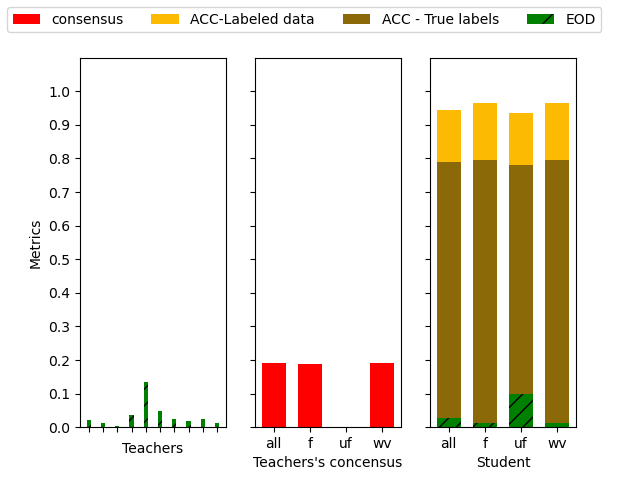 consensus ACC-Labeled data ACC - True labels EOD
Metrics
1.0
0.9
0.8
0.7
0.6
0.5
0.4
0.3
0.2
0.1
0.0
all f uf wv
all f uf wv
Teachers
Teachers's concensus
Student